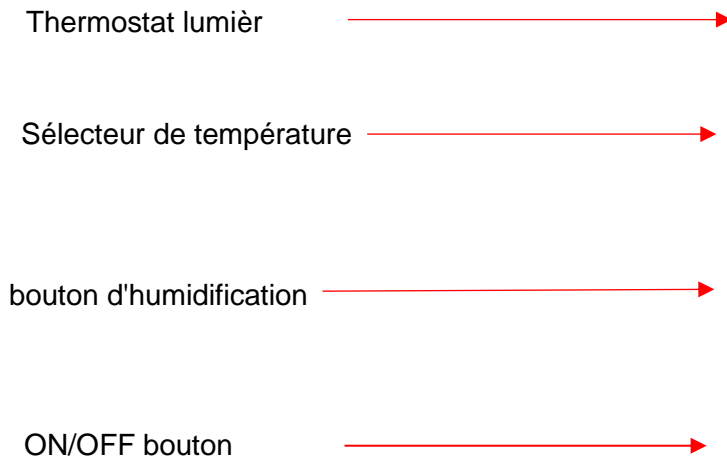 Thermostat lumièr
Sélecteur de température
bouton d'humidification
ON/OFF bouton